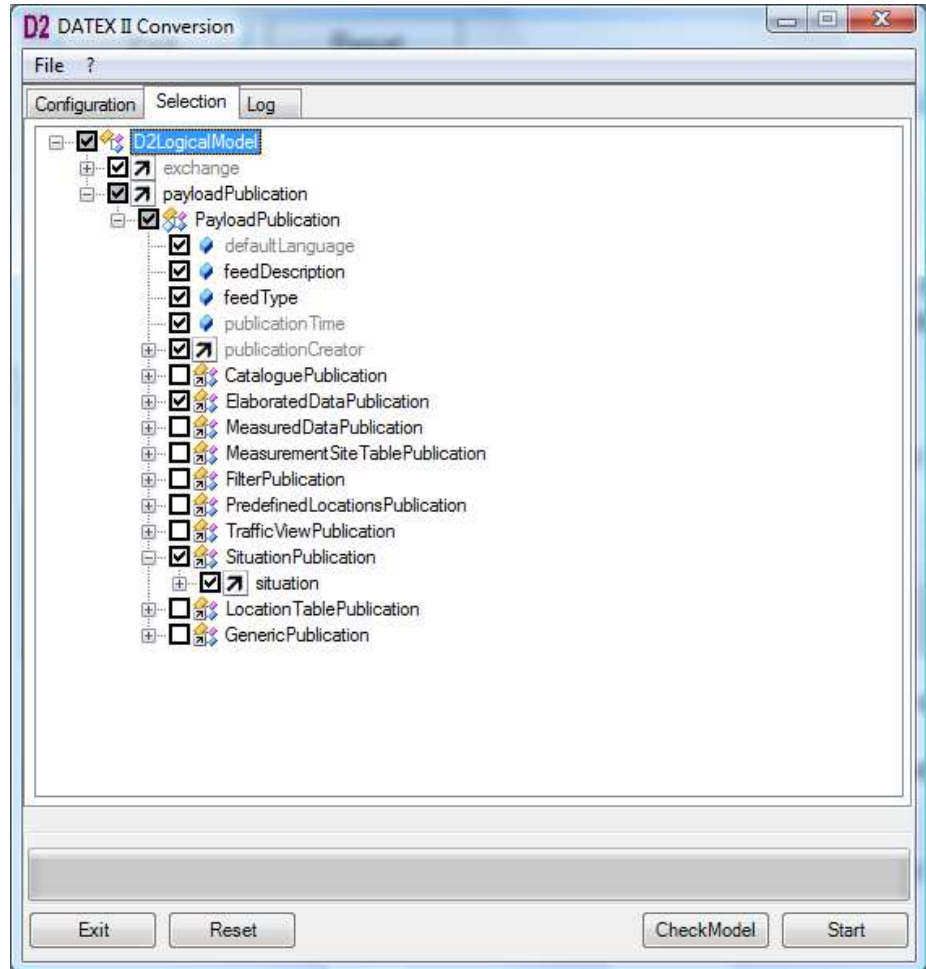 D2 DATEX II Conversion
File ?
Configuration Selection Log
D2LogicalModel
exchange
payloadPublication
PayloadPublication
defaultLanguage
feedDescription
feedType
publicationTime
publicationCreator
CataloguePublication
ElaboratedDataPublication
MeasuredDataPublication
MeasurementSiteTablePublication
FilterPublication
PredefinedLocationsPublication
TrafficViewPublication
SituationPublication
situation
LocationTablePublication
GenericPublication
Exit Reset CheckModel Start